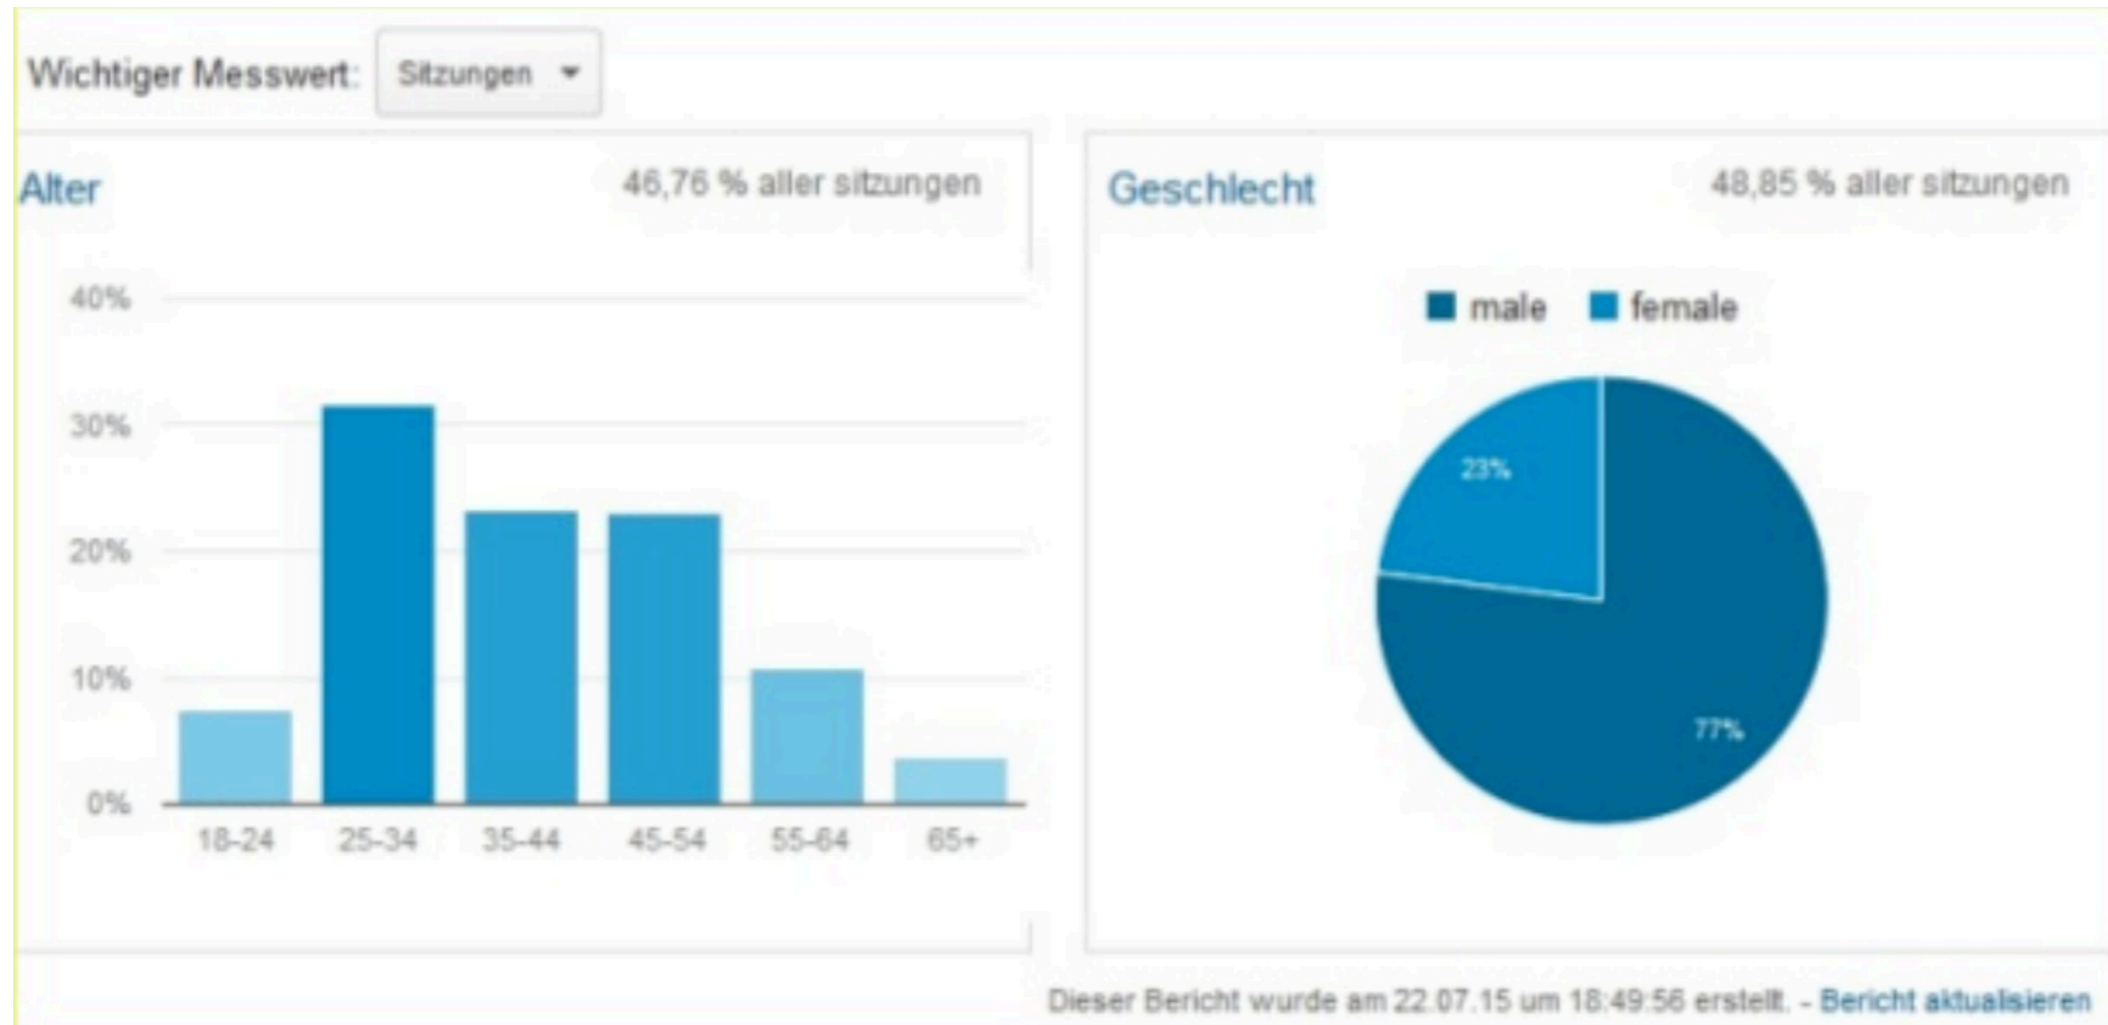 Wichtiger Messwert: Sitzungen
Alter
46,76 % aller sitzungen
40%
30%
20%
10%
0%
18-24 25-34 35-44 45-54 55-64 65+
Geschlecht
48,85 % aller sitzungen
male female
23%
77%
Dieser Bericht wurde am 22.07.15 um 18:49:56 erstellt. - Bericht aktualisieren